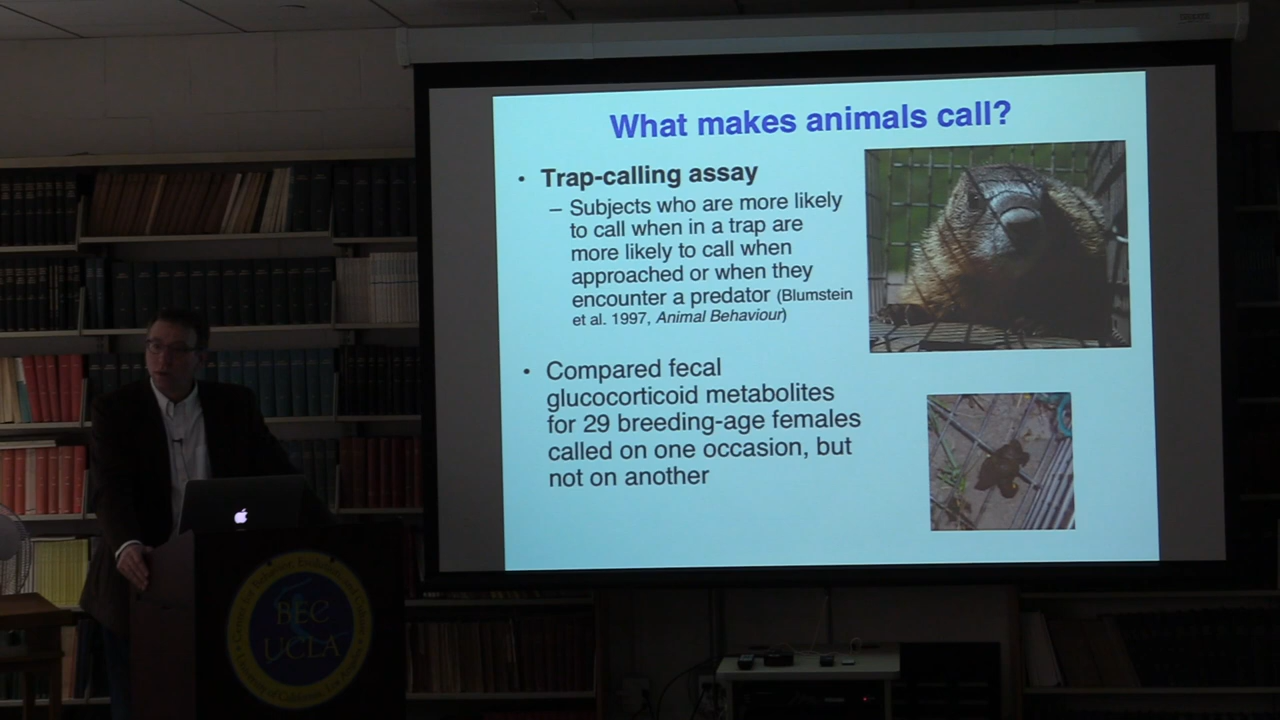 What makes animals call?
• Trap-calling assay
– Subjects who are more likely
to call when in a trap are
more likely to call when
approached or when they
encounter a predator (Blumstein
et al. 1997, Animal Behaviour)
• Compared fecal
glucocorticoid metabolites
for 29 breeding-age females
called on one occasion, but
not on another
BEC
UCLA